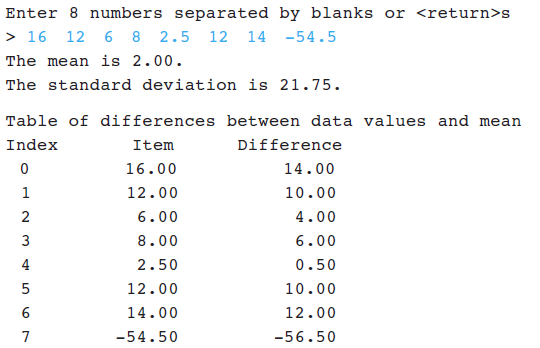 Enter 8 numbers separated by blanks or <return>s
> 16 12 6 8 2.5 12 14 -54.5
The mean is 2.00.
The standard deviation is 21.75.
Table of differences between data values and mean
Index Item Difference
0 16.00 14.00
1 12.00 10.00
2 6.00 4.00
3 8.00 6.00
4 2.50 0.50
5 12.00 10.00
6 14.00 12.00
7 -54.50 -56.50